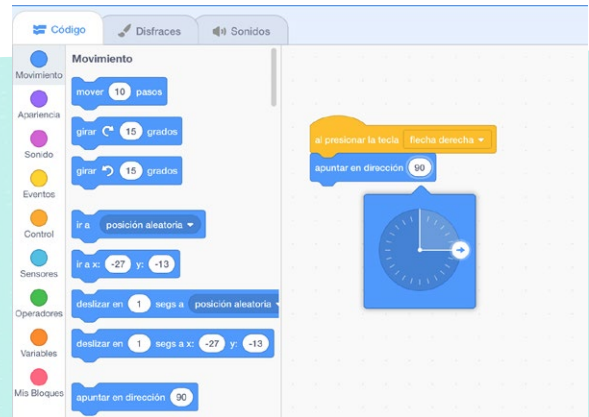 Código
Disfraces
Sonidos
Movimiento
Apariencia
Sonido
Eventos
Control
Sensores
Operadores
Variables
Mis Bloques
Movimiento
mover 10 pasos
girar 15 grados
girar 15 grados
ir a posición aleatoria
ir a x: -27 y: -13
deslizar en 1 segs a posición aleatoria
deslizar en 1 segs a x: -27 y: -13
apuntar en dirección 90
al presionar la tecla flecha derecha
apuntar en dirección 90